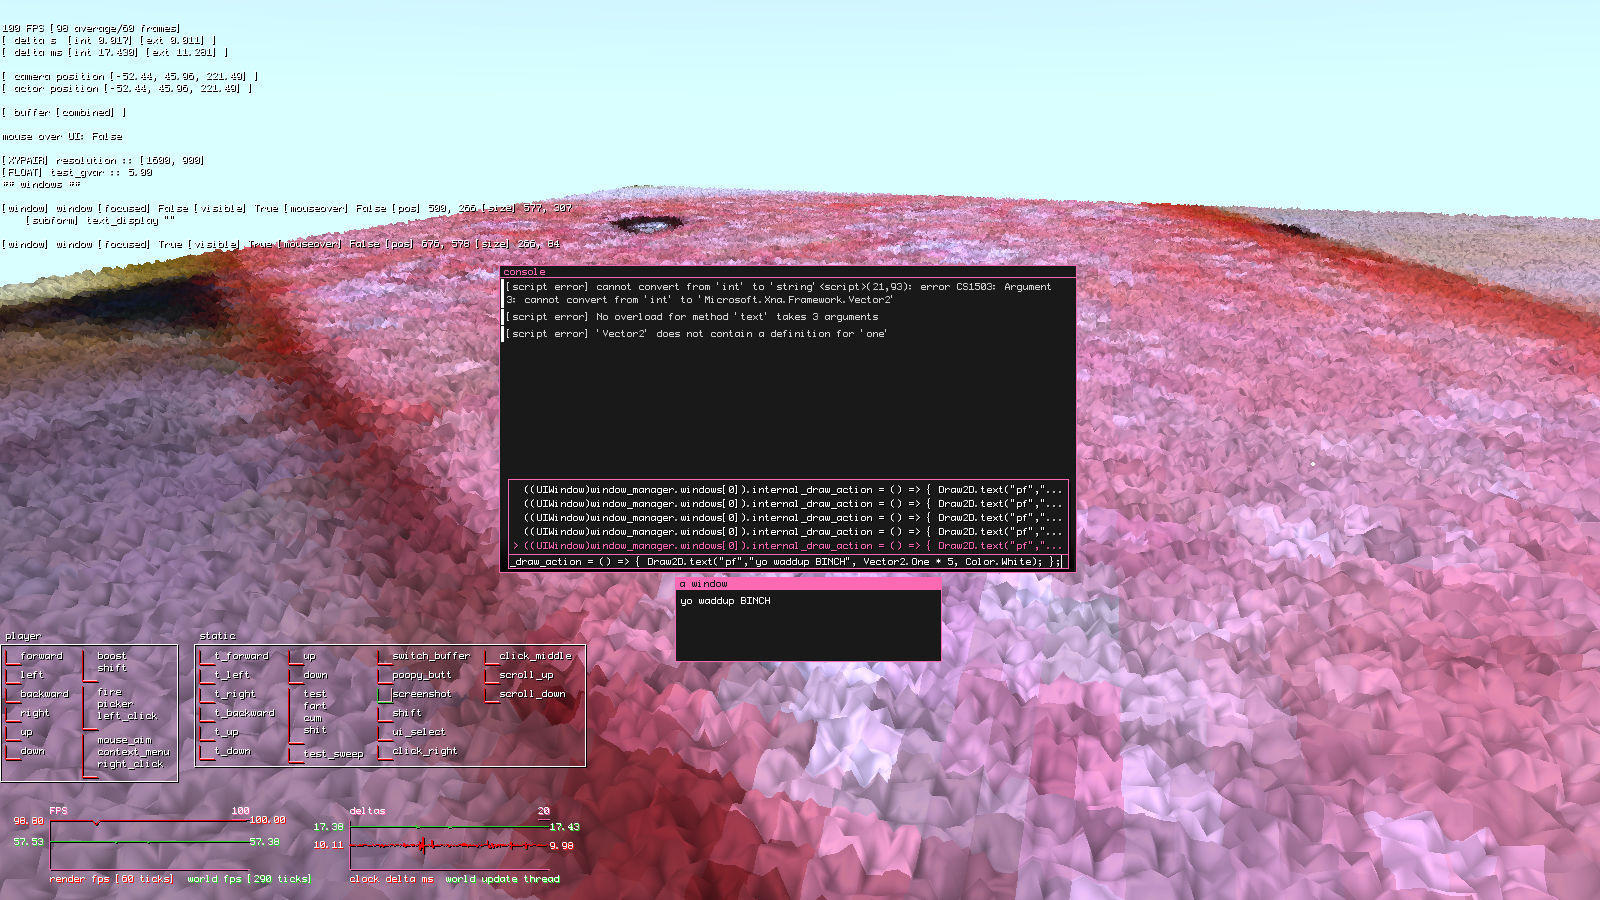 100 FPS [98 average/60 frames]
[ delta s  [int 0.017] [ext 0.011] ]
[ delta ms [int 17.430] [ext 11.281] ]
[ camera position [-52.44, 45.96, 221.49] ]
[ actor position [-52.44, 45.96, 221.49] ]
[ buffer [combined] ]
mouse over UI: False
[XYPAIR] resolution :: [1600, 900]
[FLOAT] test_gvar :: 5.00
## windows ##
[window] window [focused] False [visible] True [mouseover] False [pos] 500, 266 [size] 577, 307
[subform] text_display ""
[window] window [focused] True [visible] True [mouseover] False [pos] 676, 578 [size] 266, 84
console
[script error] cannot convert from 'int' to 'string'<script>(21,93): error CS1503: Argument
3: cannot convert from 'int' to 'Microsoft.Xna.Framework.Vector2'
[script error] No overload for method 'text' takes 3 arguments
[script error] 'Vector2' does not contain a definition for 'one'
((UIWindow)window_manager.windows[0]).internal_draw_action = () => { Draw2D.text("pf","...
((UIWindow)window_manager.windows[0]).internal_draw_action = () => { Draw2D.text("pf","...
((UIWindow)window_manager.windows[0]).internal_draw_action = () => { Draw2D.text("pf","...
((UIWindow)window_manager.windows[0]).internal_draw_action = () => { Draw2D.text("pf","...
> ((UIWindow)window_manager.windows[0]).internal_draw_action = () => { Draw2D.text("pf","...
_draw_action = () => { Draw2D.text("pf","yo waddup BINCH", Vector2.One * 5, Color.White); };
a window
yo waddup BINCH
player
forward
left
backward
right
up
down
boost
shift
fire
picker
left_click
mouse_aim
context_menu
right_click
static
t_forward
t_left
t_right
t_backward
t_up
t_down
up
down
test
fart
cum
shit
test_sweep
switch_buffer
poopy_butt
screenshot
shift
ui_select
click_right
click_middle
scroll_up
scroll_down
FPS 100
98.80 100.00
57.53 57.38
render fps [60 ticks] world fps [290 ticks]
deltas 20
17.38 17.43
10.11 9.98
clock delta ms world update thread